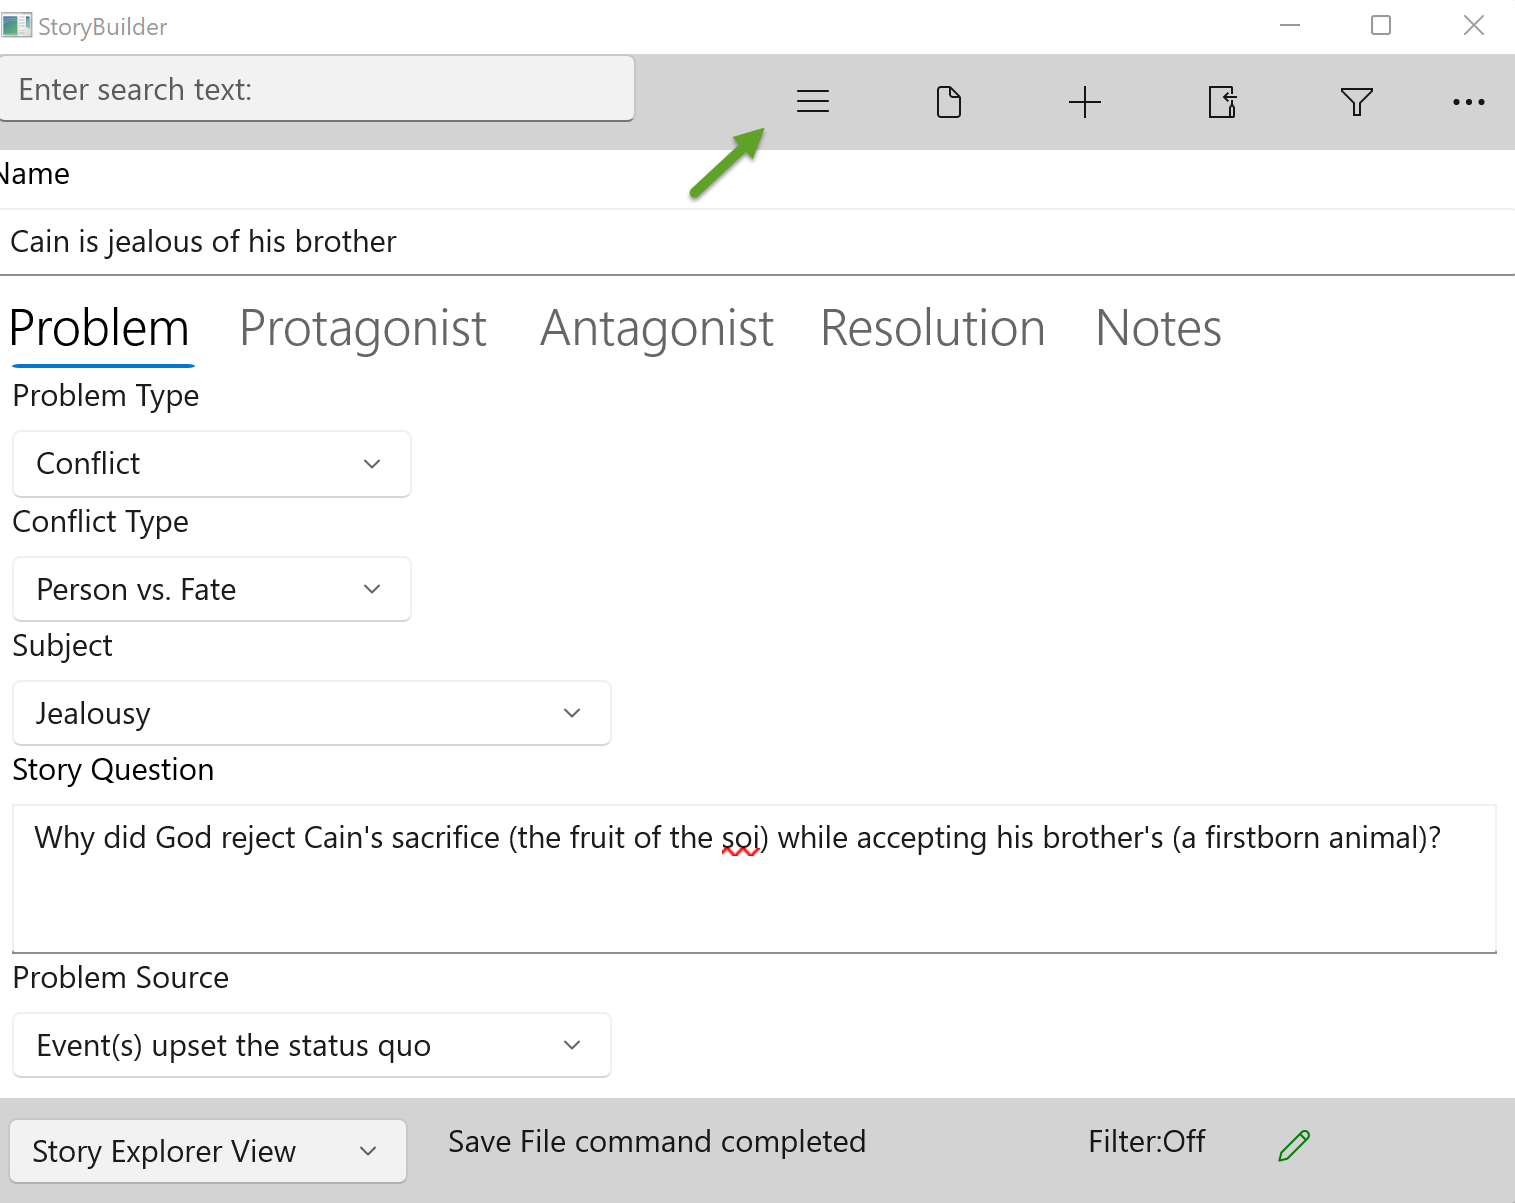 StoryBuilder
Enter search text:
Name
Cain is jealous of his brother
Problem Protagonist Antagonist Resolution Notes
Problem Type
Conflict
Conflict Type
Person vs. Fate
Subject
Jealousy
Story Question
Why did God reject Cain's sacrifice (the fruit of the soi) while accepting his brother's (a firstborn animal)?
Problem Source
Event(s) upset the status quo
Story Explorer View Save File command completed Filter:Off